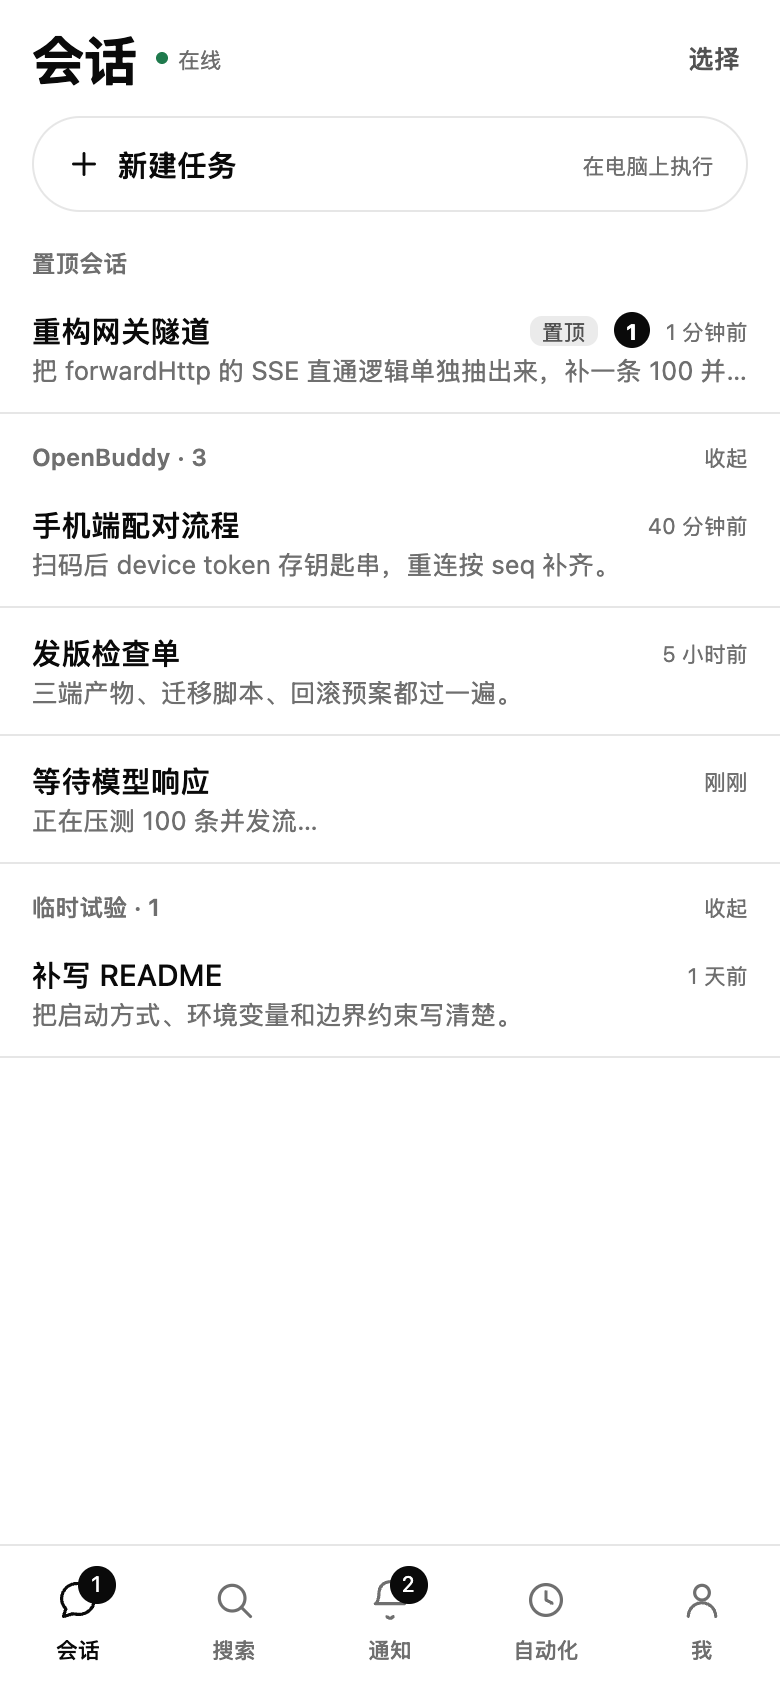 会话 在线 选择
新建任务 在电脑上执行
置顶会话
重构网关隧道 置顶 1 1 分钟前
把 forwardHttp 的 SSE 直通逻辑单独抽出来，补一条 100 并…
OpenBuddy · 3 收起
手机端配对流程 40 分钟前
扫码后 device token 存钥匙串，重连按 seq 补齐。
发版检查单 5 小时前
三端产物、迁移脚本、回滚预案都过一遍。
等待模型响应 刚刚
正在压测 100 条并发流…
临时试验 · 1 收起
补写 README 1 天前
把启动方式、环境变量和边界约束写清楚。
1 2
会话 搜索 通知 自动化 我